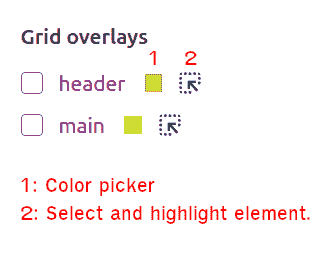 Grid overlays
1 2
header
main
1: Color picker
2: Select and highlight element.